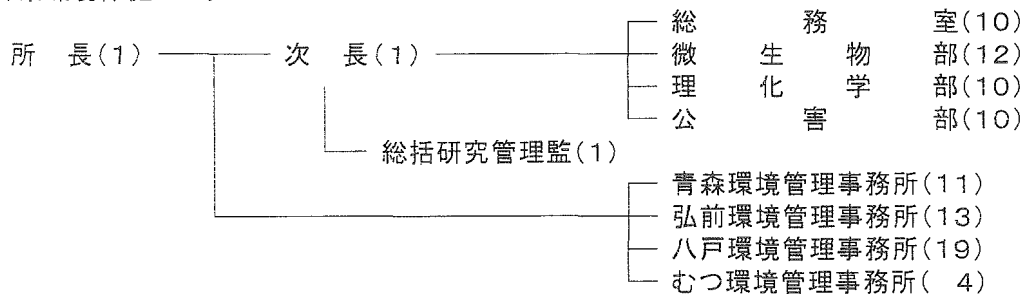 総務室(10)
所長(1) 次長(1) 微生物部(12)
理化学部(10)
公害部(10)
総括研究管理監(1)
青森環境管理事務所(11)
弘前環境管理事務所(13)
八戸環境管理事務所(19)
むつ環境管理事務所( 4)